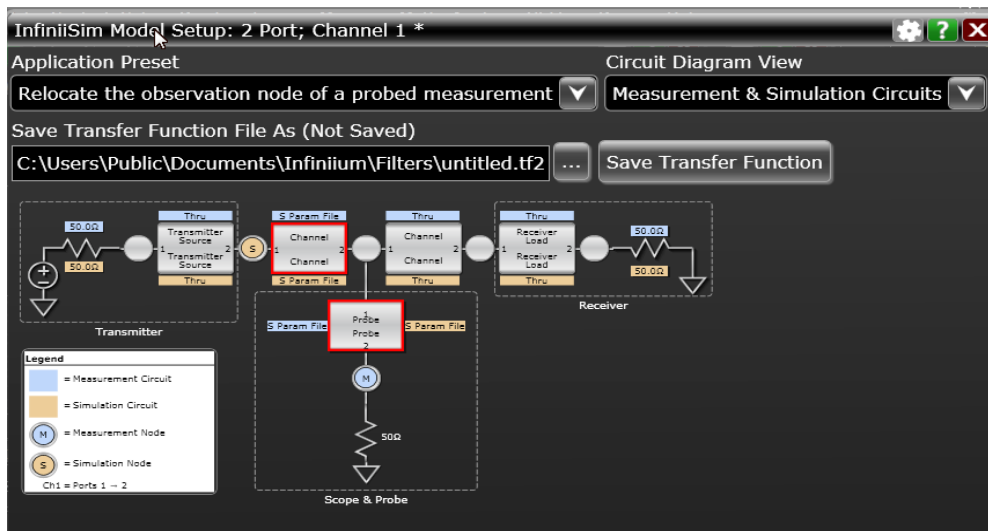 InfiniiSim Model Setup: 2 Port; Channel 1 *
?
X
Application Preset
Circuit Diagram View
Relocate the observation node of a probed measurement
Measurement & Simulation Circuits
Save Transfer Function File As (Not Saved)
C:\Users\Public\Documents\Infiniium\Filters\untitled.tf2
...
Save Transfer Function
50.0Ω
50.0Ω
Thru
1
Transmitter
Source
2
Transmitter
Source
Thru
S
S Param File
1
Channel
2
Channel
S Param File
Thru
1
Channel
2
Channel
Thru
Thru
1
Receiver
Load
2
Receiver
Load
Thru
50.0Ω
50.0Ω
Transmitter
Receiver
S Param File
1
Probe
Probe
2
S Param File
M
50Ω
Scope & Probe
Legend
= Measurement Circuit
= Simulation Circuit
M = Measurement Node
S = Simulation Node
Ch1 = Ports 1 → 2